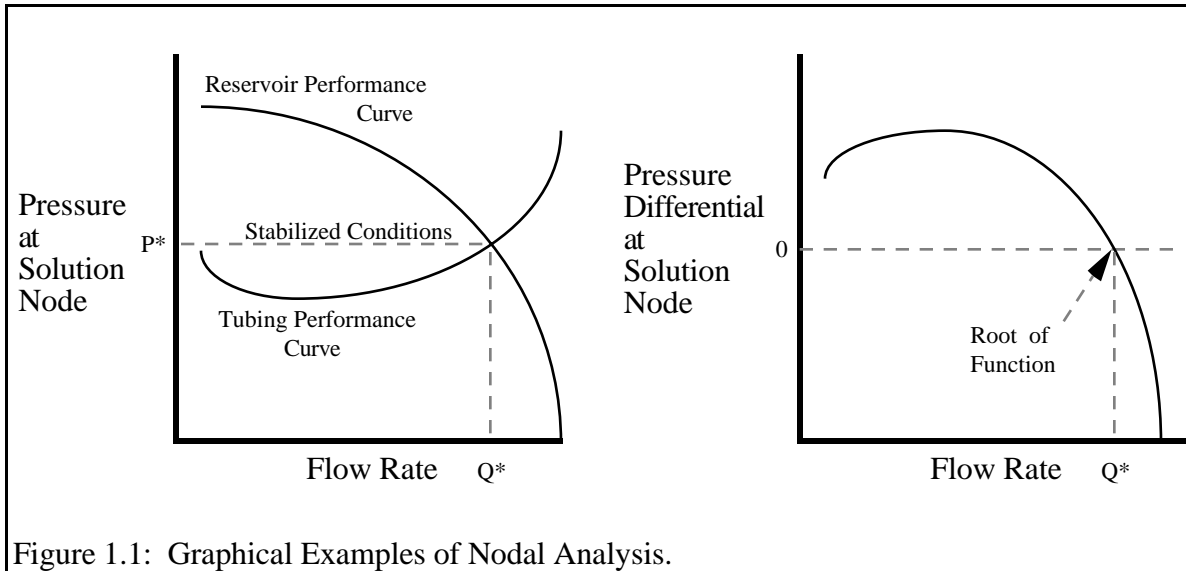 Reservoir Performance
Curve
Pressure
at
Solution
Node
P*
Stabilized Conditions
Tubing Performance
Curve
Flow Rate
Q*
Pressure
Differential
at
Solution
Node
0
Root of
Function
Flow Rate
Q*
Figure 1.1: Graphical Examples of Nodal Analysis.